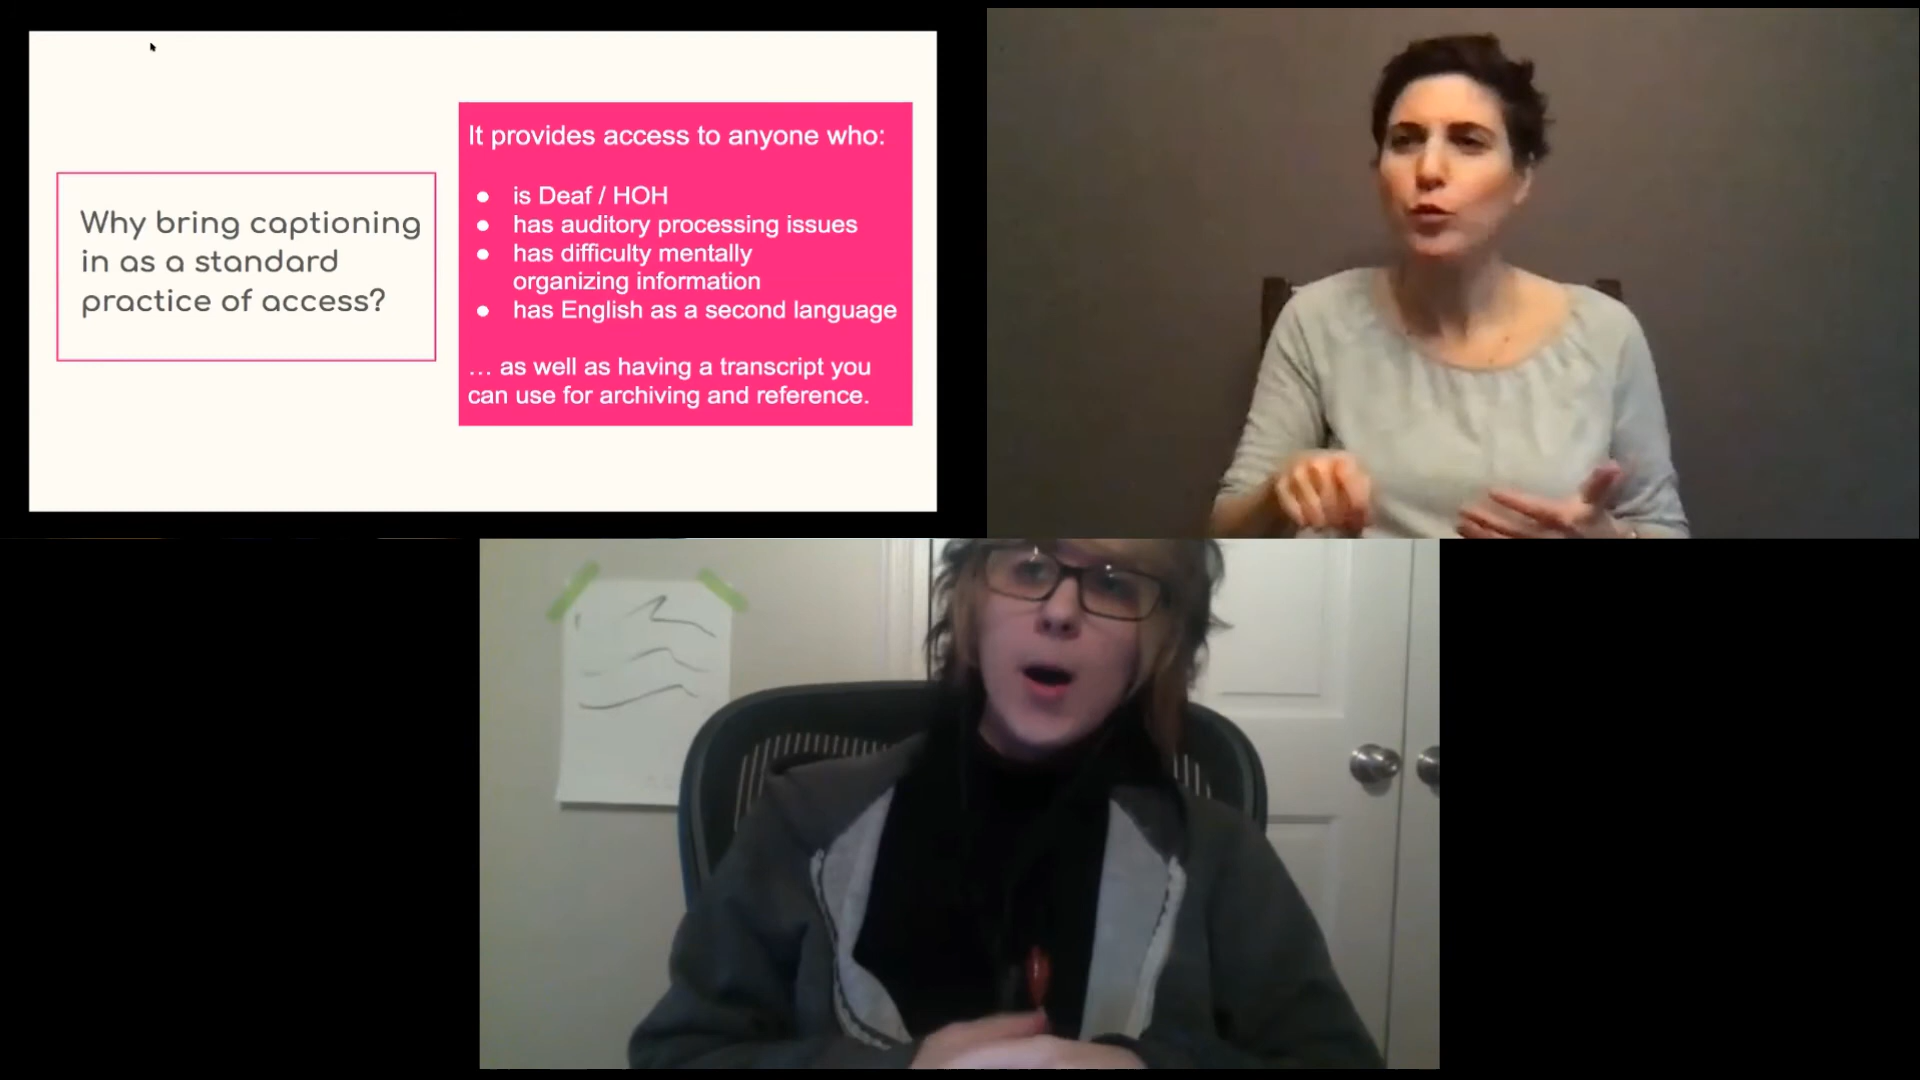 Why bring captioning
in as a standard
practice of access?
It provides access to anyone who:
● is Deaf / HOH
● has auditory processing issues
● has difficulty mentally
organizing information
● has English as a second language
… as well as having a transcript you
can use for archiving and reference.